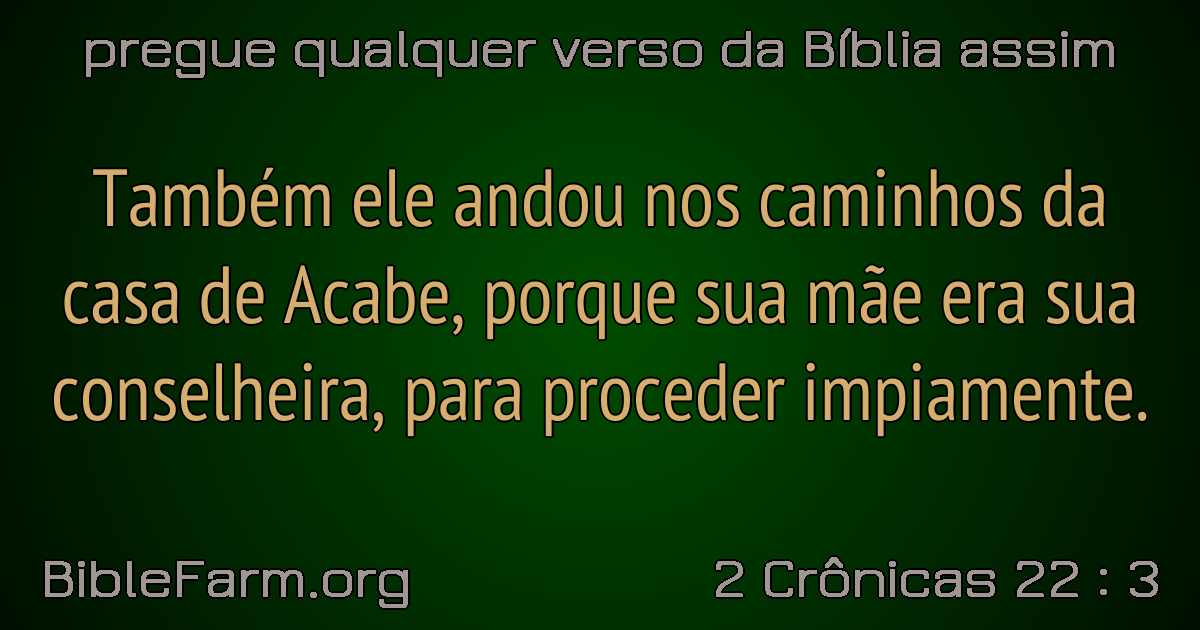 pregue qualquer verso da Bíblia assim
Também ele andou nos caminhos da
casa de Acabe, porque sua mãe era sua
conselheira, para proceder impiamente.
BibleFarm.org
2 Crônicas 22 : 3